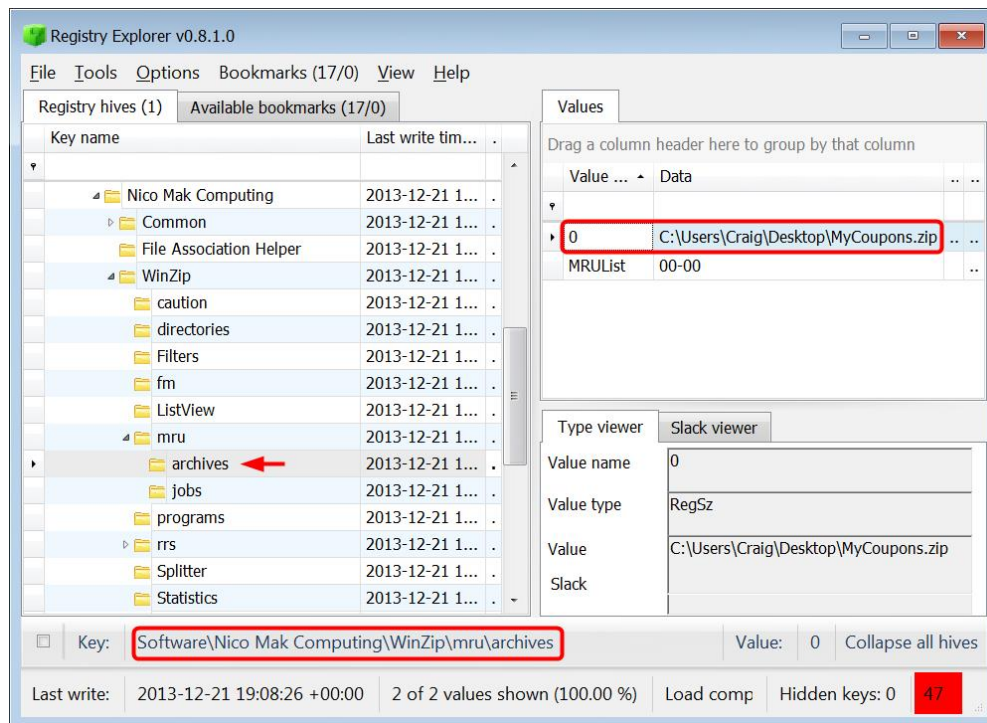 Registry Explorer v0.8.1.0
File Tools Options Bookmarks (17/0) View Help
Registry hives (1) Available bookmarks (17/0)
Key name Last write tim... .
Nico Mak Computing 2013-12-21 1... .
Common 2013-12-21 1... .
File Association Helper 2013-12-21 1... .
WinZip 2013-12-21 1... .
caution 2013-12-21 1... .
directories 2013-12-21 1... .
Filters 2013-12-21 1... .
fm 2013-12-21 1... .
ListView 2013-12-21 1... .
mru 2013-12-21 1... .
archives 2013-12-21 1... .
jobs 2013-12-21 1... .
programs 2013-12-21 1... .
rrs 2013-12-21 1... .
Splitter 2013-12-21 1... .
Statistics 2013-12-21 1... .
Values
Drag a column header here to group by that column
Value ... Data .. ..
0 C:\Users\Craig\Desktop\MyCoupons.zip .. ..
MRUList 00-00 ..
Type viewer Slack viewer
Value name 0
Value type RegSz
Value C:\Users\Craig\Desktop\MyCoupons.zip
Slack
Key: Software\Nico Mak Computing\WinZip\mru\archives Value: 0 Collapse all hives
Last write: 2013-12-21 19:08:26 +00:00 2 of 2 values shown (100.00 %) Load comp Hidden keys: 0 47